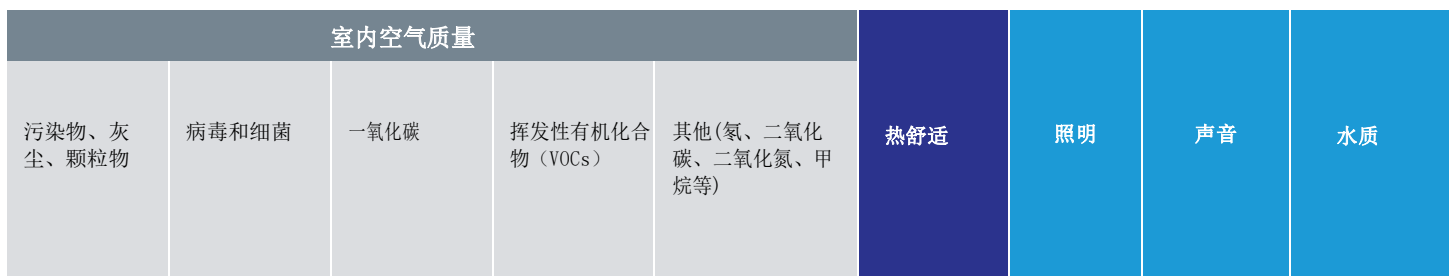 室内空气质量
污染物、灰
尘、颗粒物
病毒和细菌
一氧化碳
挥发性有机化合
物（VOCs）
其他(氡、二氧化
碳、二氧化氮、甲
烷等)
热舒适
照明
声音
水质